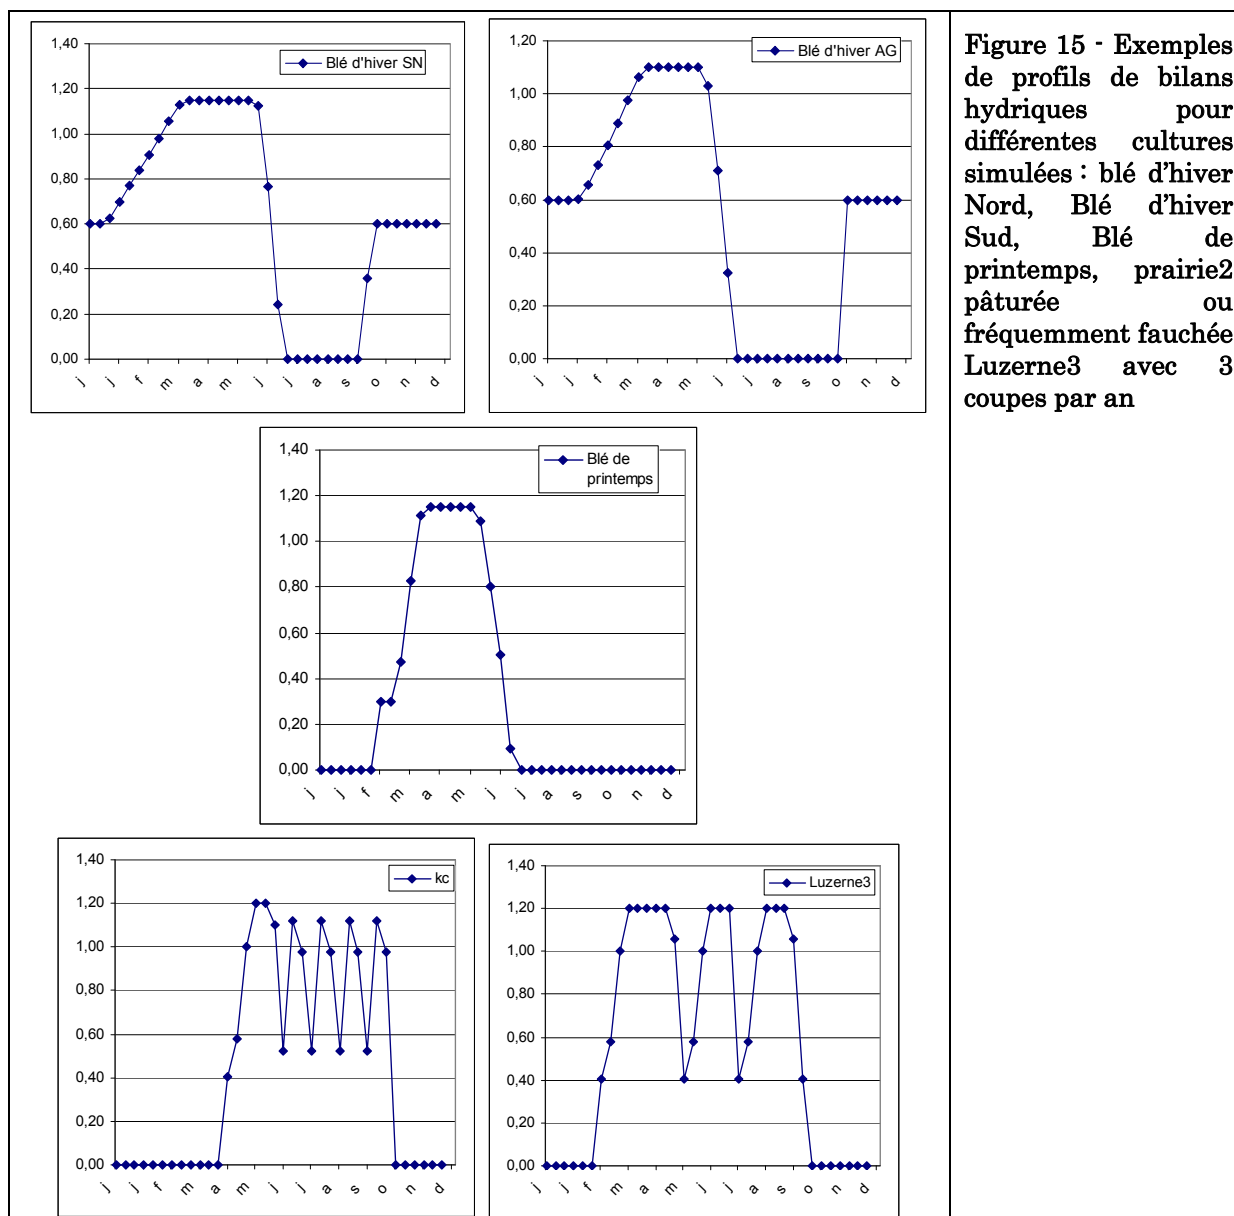 1,40
1,20
1,00
0,80
0,60
0,40
0,20
0,00
Blé d'hiver SN
j j f m a m j j a s o n d
1,20
1,00
0,80
0,60
0,40
0,20
0,00
Blé d'hiver AG
j j f m a m j j a s o n d
Figure 15 - Exemples
de profils de bilans
hydriques pour
différentes cultures
simulées : blé d'hiver
Nord, Blé d'hiver
Sud, Blé de
printemps, prairie2
pâturée ou
fréquemment fauchée
Luzerne3 avec 3
coupes par an
1,40
1,20
1,00
0,80
0,60
0,40
0,20
0,00
Blé de
printemps
j j f m a m j j a s o n d
1,40
1,20
1,00
0,80
0,60
0,40
0,20
0,00
kc
j j f m a m j j a s o n d
1,40
1,20
1,00
0,80
0,60
0,40
0,20
0,00
Luzerne3
j j f m a m j j a s o n d